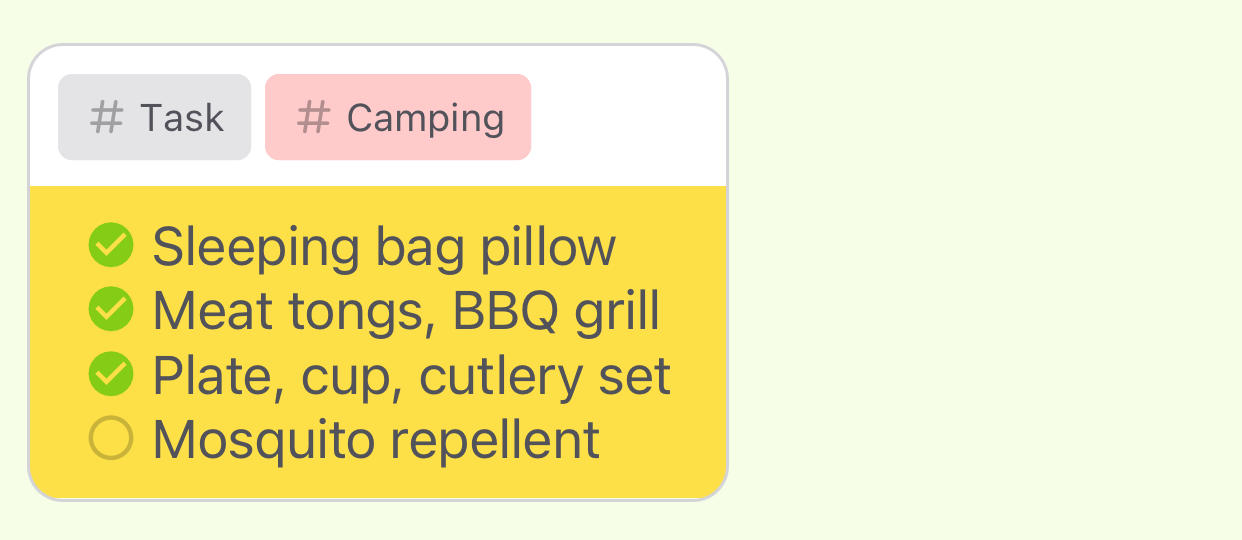 # Task # Camping
Sleeping bag pillow
Meat tongs, BBQ grill
Plate, cup, cutlery set
Mosquito repellent